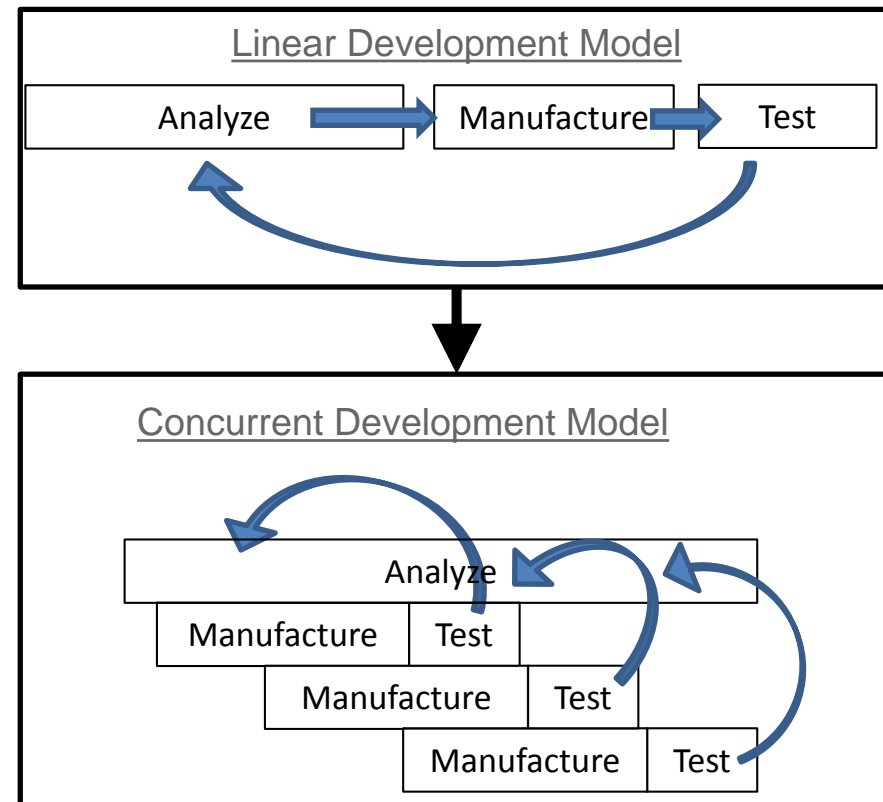 Linear Development Model
Analyze Manufacture Test
Concurrent Development Model
Analyze
Manufacture Test
Manufacture Test
Manufacture Test